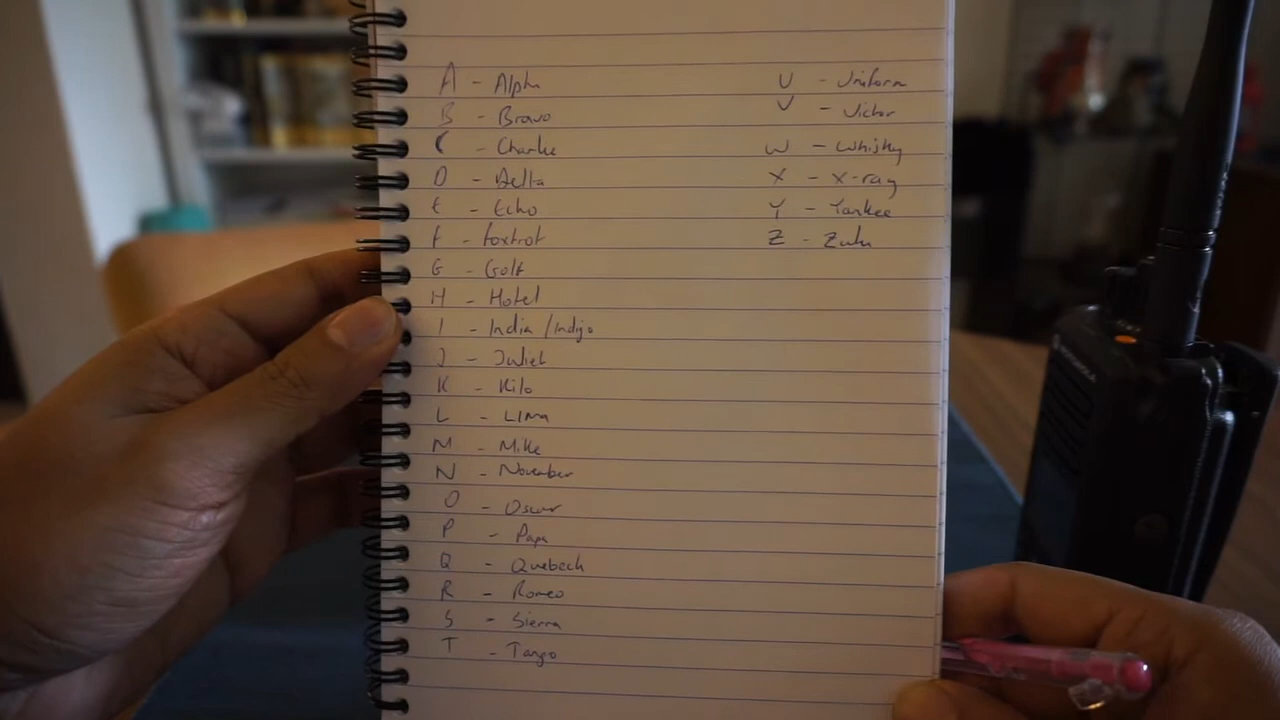 A - Alpha
B - Bravo
C - Charlie
D - Delta
E - Echo
F - Foxtrot
G - Golf
H - Hotel
I - India / Indigo
J - Juliet
K - Kilo
L - Lima
M - Mike
N - November
O - Oscar
P - Papa
Q - Quebech
R - Romeo
S - Sierra
T - Tango
U - Uniform
V - Victor
W - Whisky
X - X-ray
Y - Yankee
Z - Zulu
MOTOROLA